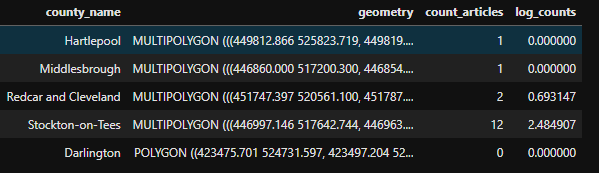 county_name geometry count_articles log_counts
Hartlepool MULTIPOLYGON (((449812.866 525823.719, 449819.... 1 0.000000
Middlesbrough MULTIPOLYGON (((446860.000 517200.300, 446854.... 1 0.000000
Redcar and Cleveland MULTIPOLYGON (((451747.397 520561.100, 451787.... 2 0.693147
Stockton-on-Tees MULTIPOLYGON (((446997.146 517642.744, 446963.... 12 2.484907
Darlington POLYGON ((423475.701 524731.597, 423497.204 52... 0 0.000000